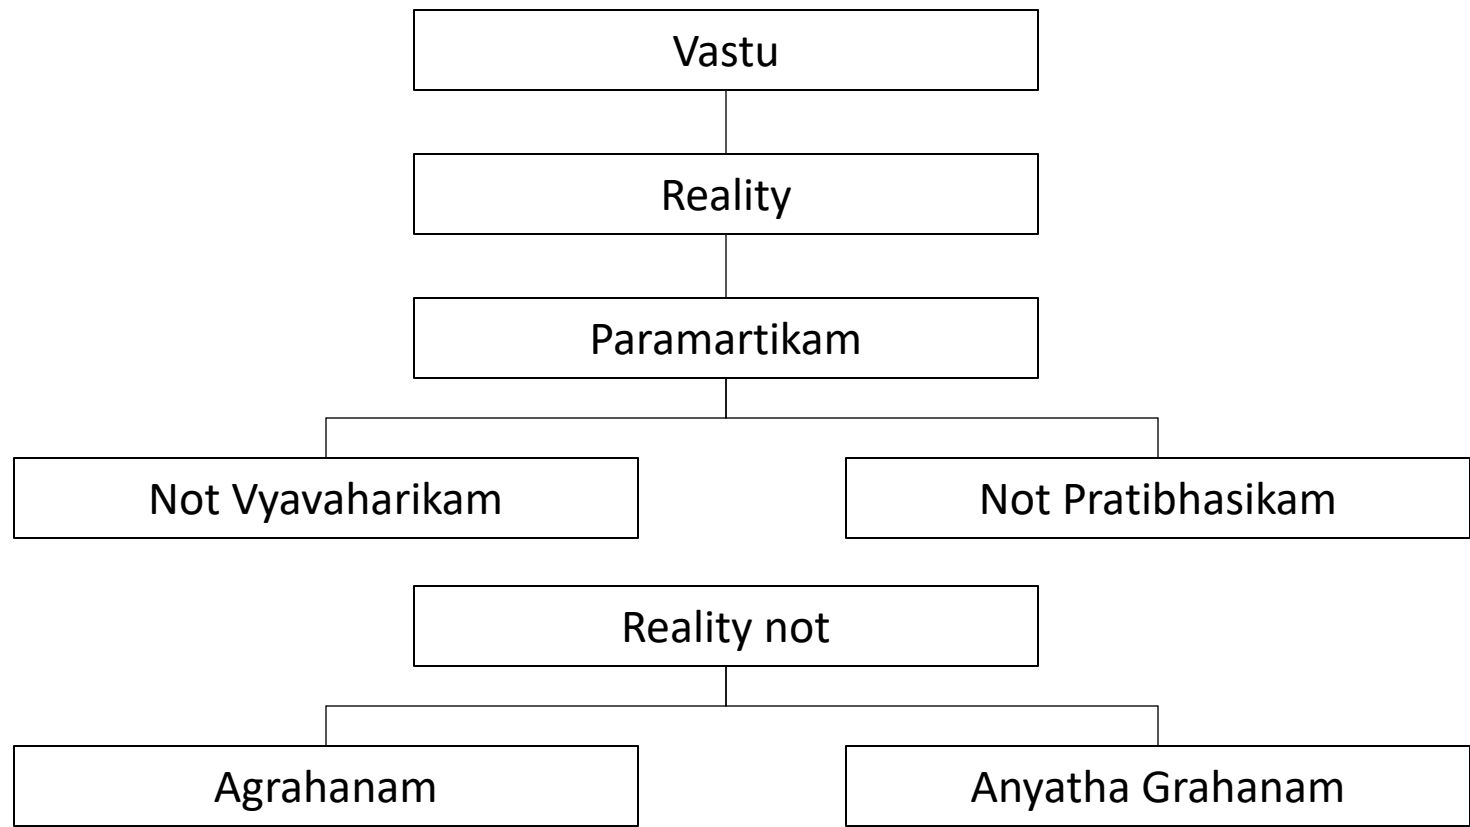 Vastu
Reality
Paramartikam
Not Vyavaharikam
Not Pratibhasikam
Reality not
Agrahanam
Anyatha Grahanam